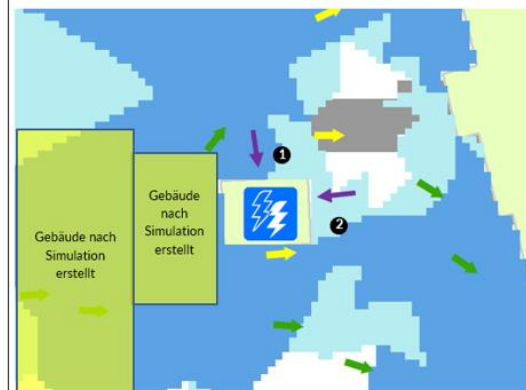 Gebäude nach
Simulation
erstellt
Gebäude
nach
Simulation
erstellt
1
2